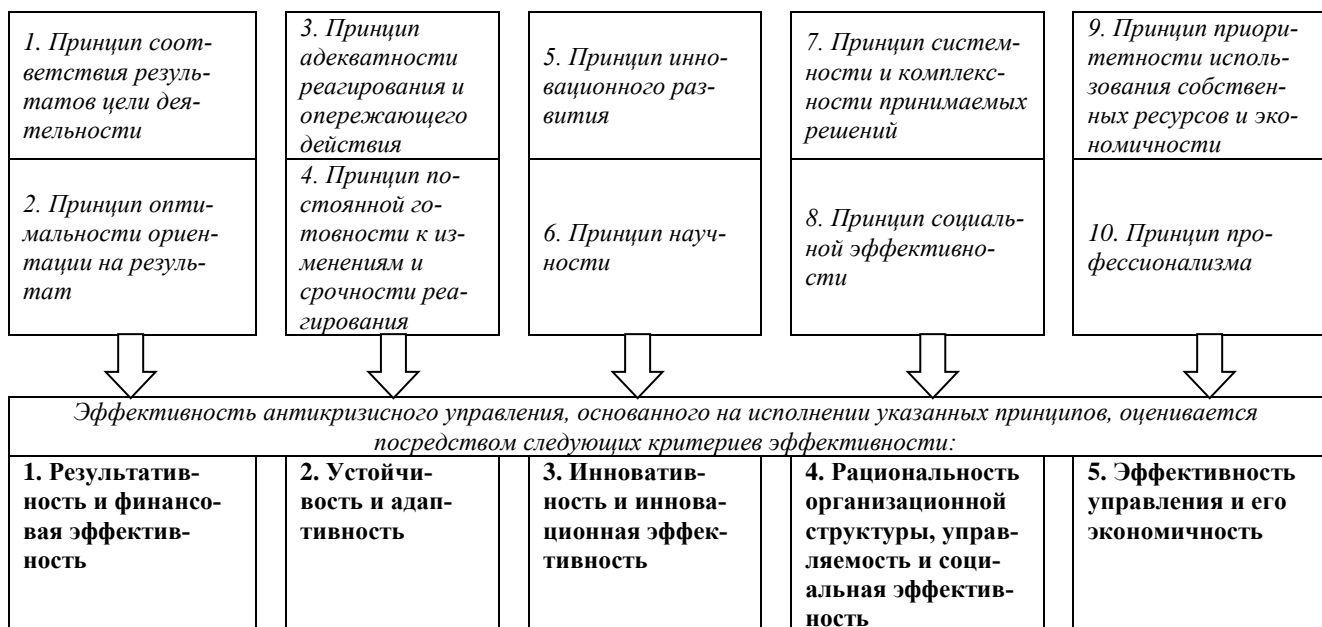 1. Принцип соот-
ветствия резуль-
татов цели дея-
тельности
2. Принцип опти-
мальности ориен-
тации на резуль-
тат
3. Принцип
адекватности
реагирования и
опережающего
действия
4. Принцип по-
стоянной го-
товности к из-
менениям и
срочности реа-
гирования
5. Принцип инно-
вационного раз-
вития
6. Принцип науч-
ности
7. Принцип систем-
ности и комплекс-
ности принимаемых
решений
8. Принцип социаль-
ной эффективно-
сти
9. Принцип приори-
тетности исполь-
зования собствен-
ных ресурсов и эко-
номичности
10. Принцип про-
фессионализма
Эффективность антикризисного управления, основанного на исполнении указанных принципов, оценивается
посредством следующих критериев эффективности:
1. Результатив-
ность и финансо-
вая эффектив-
ность
2. Устойчи-
вость и адап-
тивность
3. Инноватив-
ность и иннова-
ционная эффек-
тивность
4. Рациональность
организационной
структуры, управ-
ляемость и соци-
альная эффектив-
ность
5. Эффективность
управления и его
экономичность